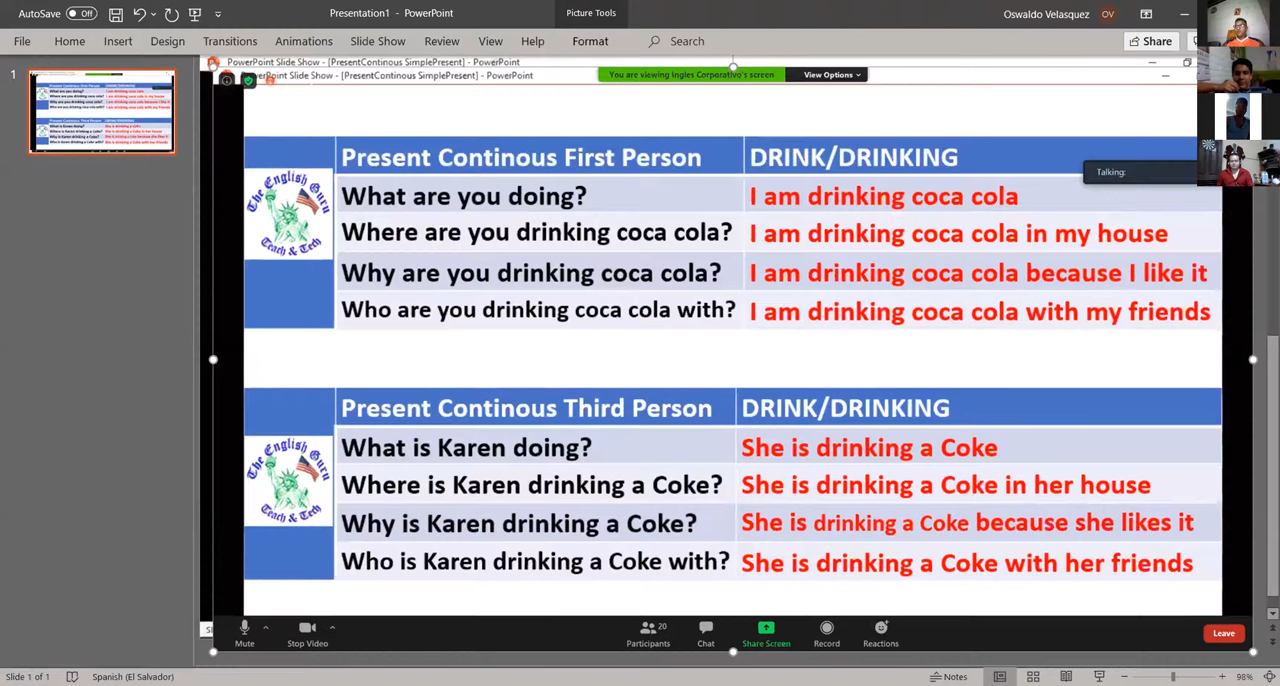 AutoSave Off Presentation1 - PowerPoint Picture Tools Oswaldo Velasquez OV
File Home Insert Design Transitions Animations Slide Show Review View Help Format Search Share
1
PowerPoint Slide Show - [PresentContinous SimplePresent] - PowerPoint
PowerPoint Slide Show - [PresentContinous SimplePresent] - PowerPoint
You are viewing Ingles Corporativo's screen View Options
Talking:
The English Guru
Teach & Tech
Present Continous First Person DRINK/DRINKING
What are you doing? I am drinking coca cola
Where are you drinking coca cola? I am drinking coca cola in my house
Why are you drinking coca cola? I am drinking coca cola because I like it
Who are you drinking coca cola with? I am drinking coca cola with my friends
The English Guru
Teach & Tech
Present Continous Third Person DRINK/DRINKING
What is Karen doing? She is drinking a Coke
Where is Karen drinking a Coke? She is drinking a Coke in her house
Why is Karen drinking a Coke? She is drinking a Coke because she likes it
Who is Karen drinking a Coke with? She is drinking a Coke with her friends
Mute Stop Video Participants 20 Chat Share Screen Record Reactions Leave
Slide 1 of 1 Spanish (El Salvador) Notes 98%